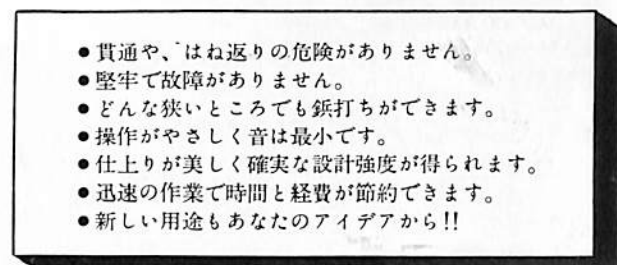 ●貫通や、はね返りの危険がありません。
●堅牢で故障がありません。
●どんな狭いところでも鋲打ちができます。
●操作がやさしく音は最小です。
●仕上りが美しく確実な設計強度が得られます。
●迅速の作業で時間と経費が節約できます。
●新しい用途もあなたのアイデアから!!